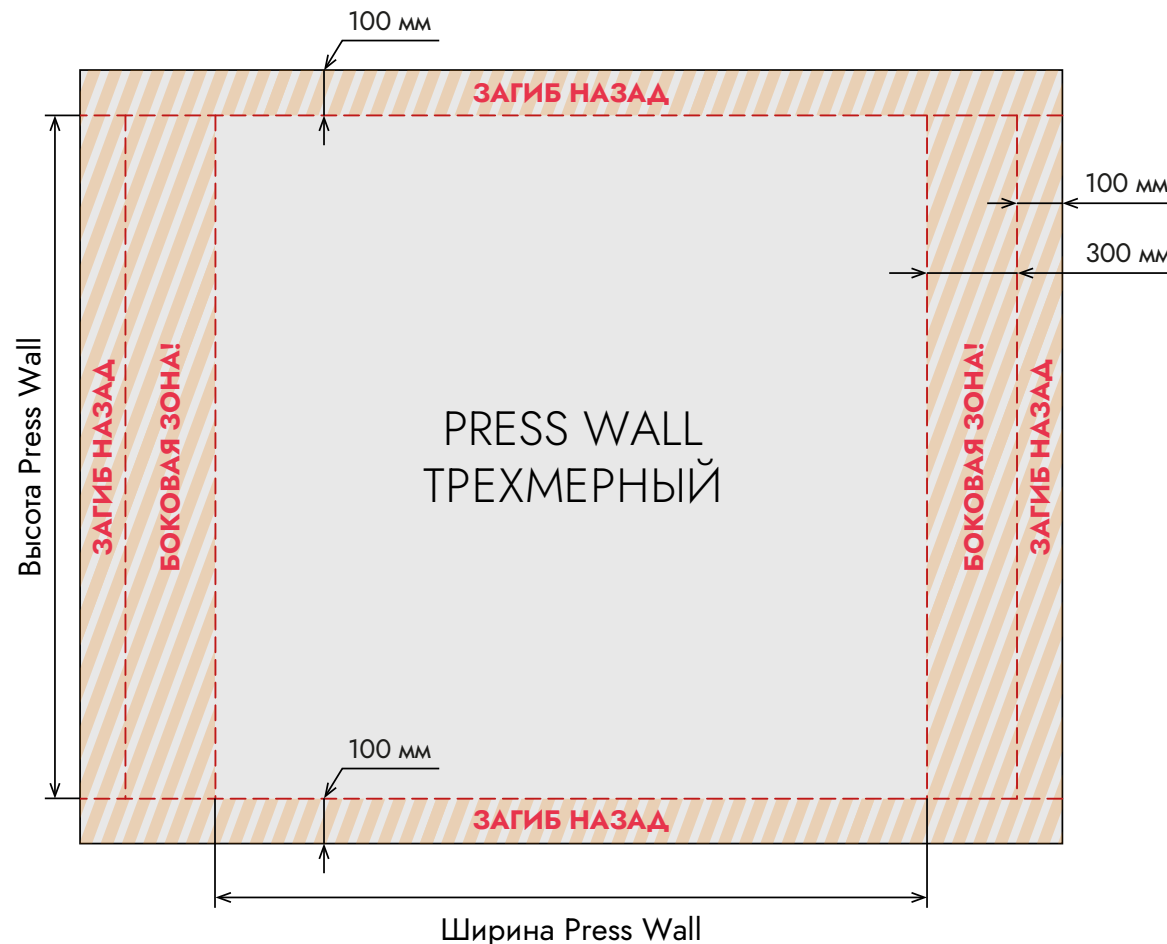 100 мм
ЗАГИБ НАЗАД
100 мм
300 мм
Высота Press Wall
ЗАГИБ НАЗАД
БОКОВАЯ ЗОНА!
PRESS WALL
ТРЕХМЕРНЫЙ
БОКОВАЯ ЗОНА!
ЗАГИБ НАЗАД
100 мм
ЗАГИБ НАЗАД
Ширина Press Wall